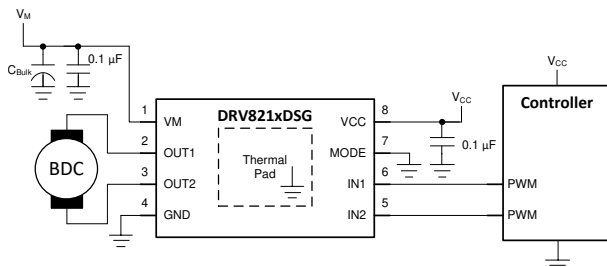 VM
CBulk
0.1 µF
DRV821xDSG
1 VM
2 OUT1
3 OUT2
4 GND
Thermal
Pad
VCC 8
MODE 7
IN1 6
IN2 5
BDC
VCC
0.1 µF
VCC
Controller
PWM
PWM